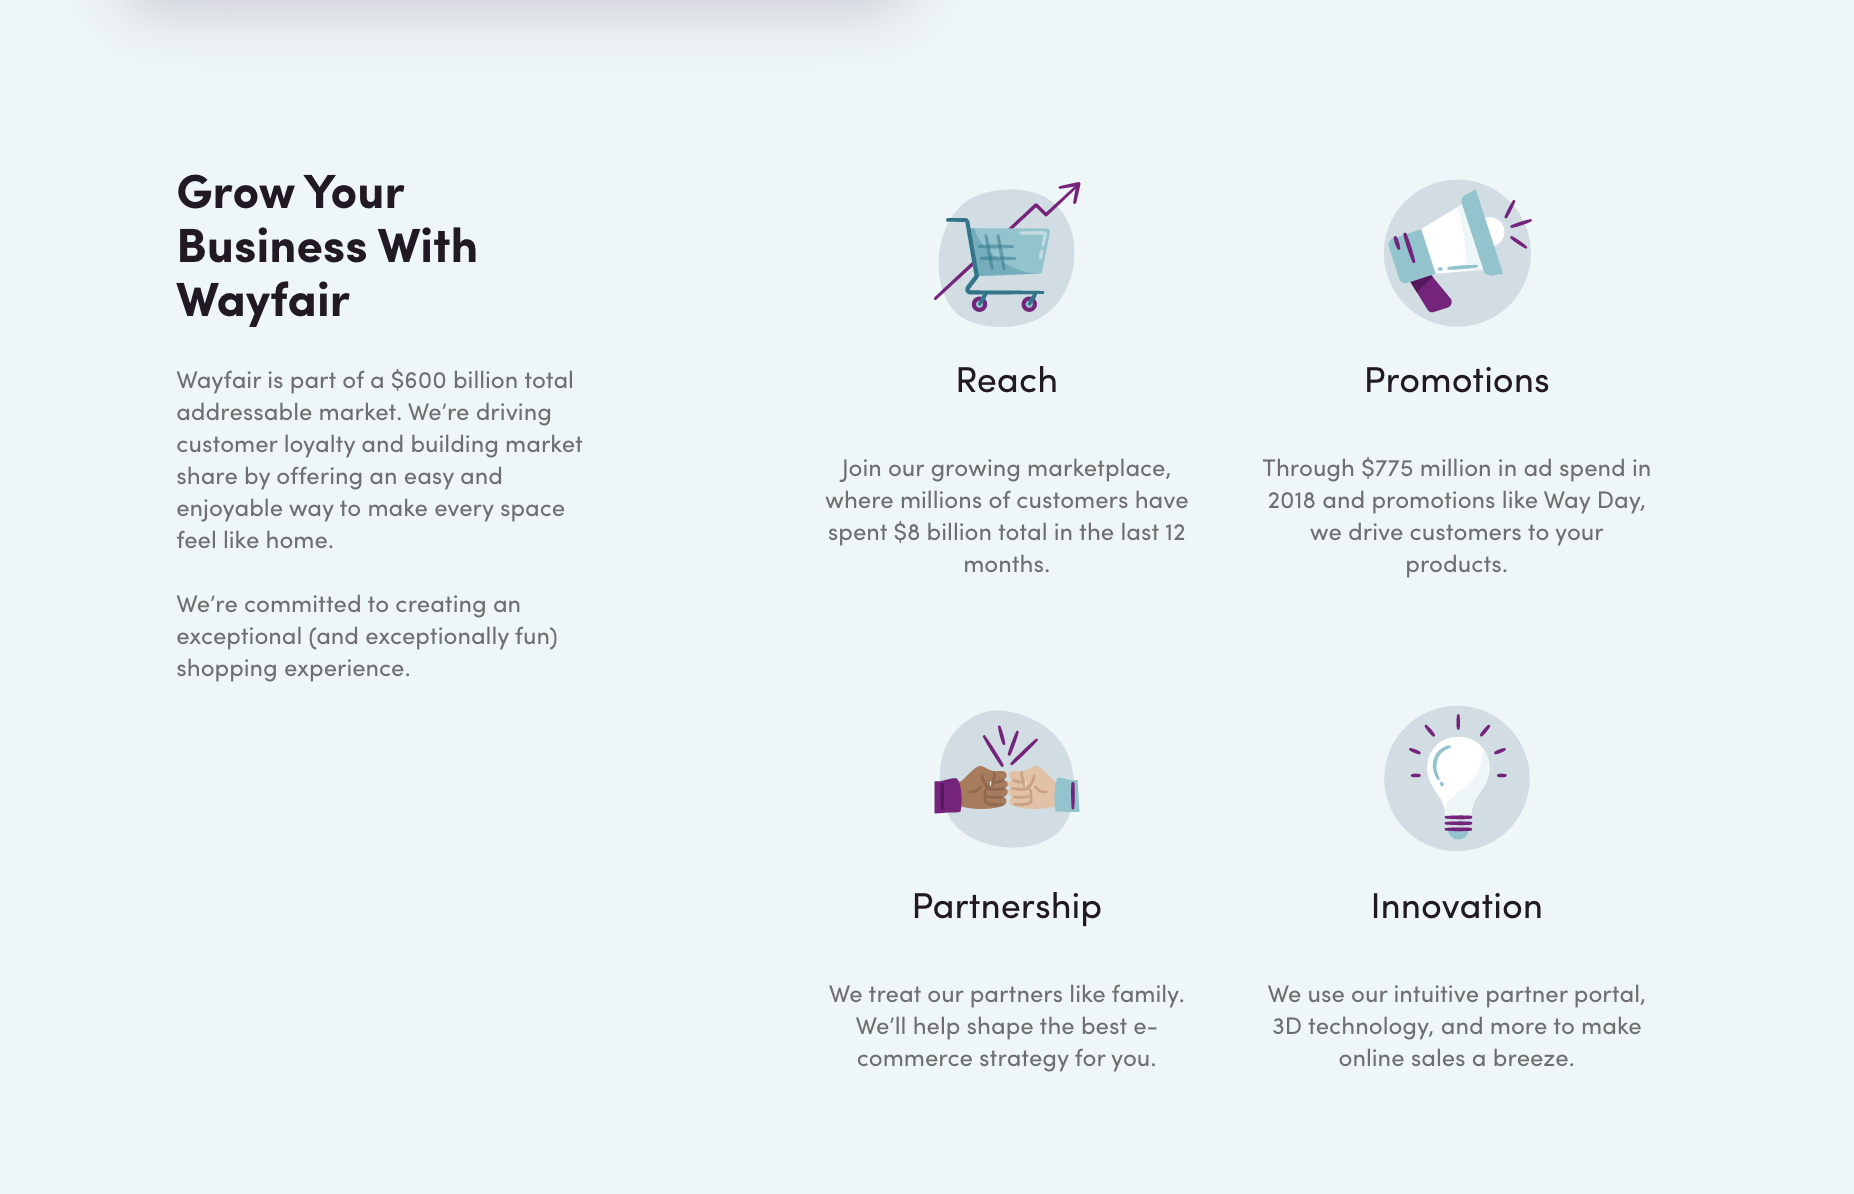 Grow Your
Business With
Wayfair
Wayfair is part of a $600 billion total
addressable market. We’re driving
customer loyalty and building market
share by offering an easy and
enjoyable way to make every space
feel like home.
We’re committed to creating an
exceptional (and exceptionally fun)
shopping experience.
Reach
Join our growing marketplace,
where millions of customers have
spent $8 billion total in the last 12
months.
Promotions
Through $775 million in ad spend in
2018 and promotions like Way Day,
we drive customers to your
products.
Partnership
We treat our partners like family.
We’ll help shape the best e-
commerce strategy for you.
Innovation
We use our intuitive partner portal,
3D technology, and more to make
online sales a breeze.